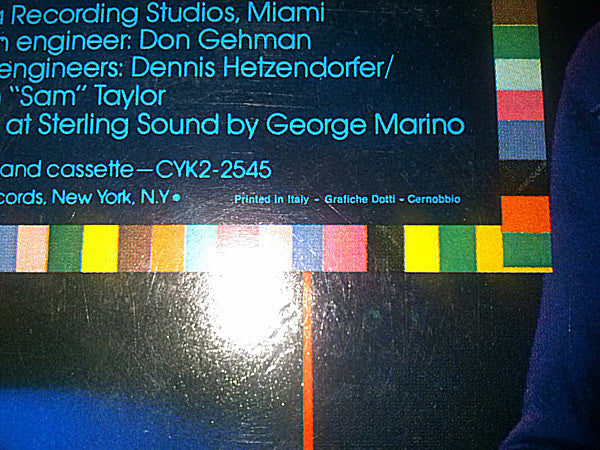 a Recording Studios, Miami
n engineer: Don Gehman
engineers: Dennis Hetzendorfer/
"Sam" Taylor
at Sterling Sound by George Marino
and cassette—CYK2-2545
cords, New York, N.Y●
Printed in Italy - Grafiche Dotti - Cernobbio